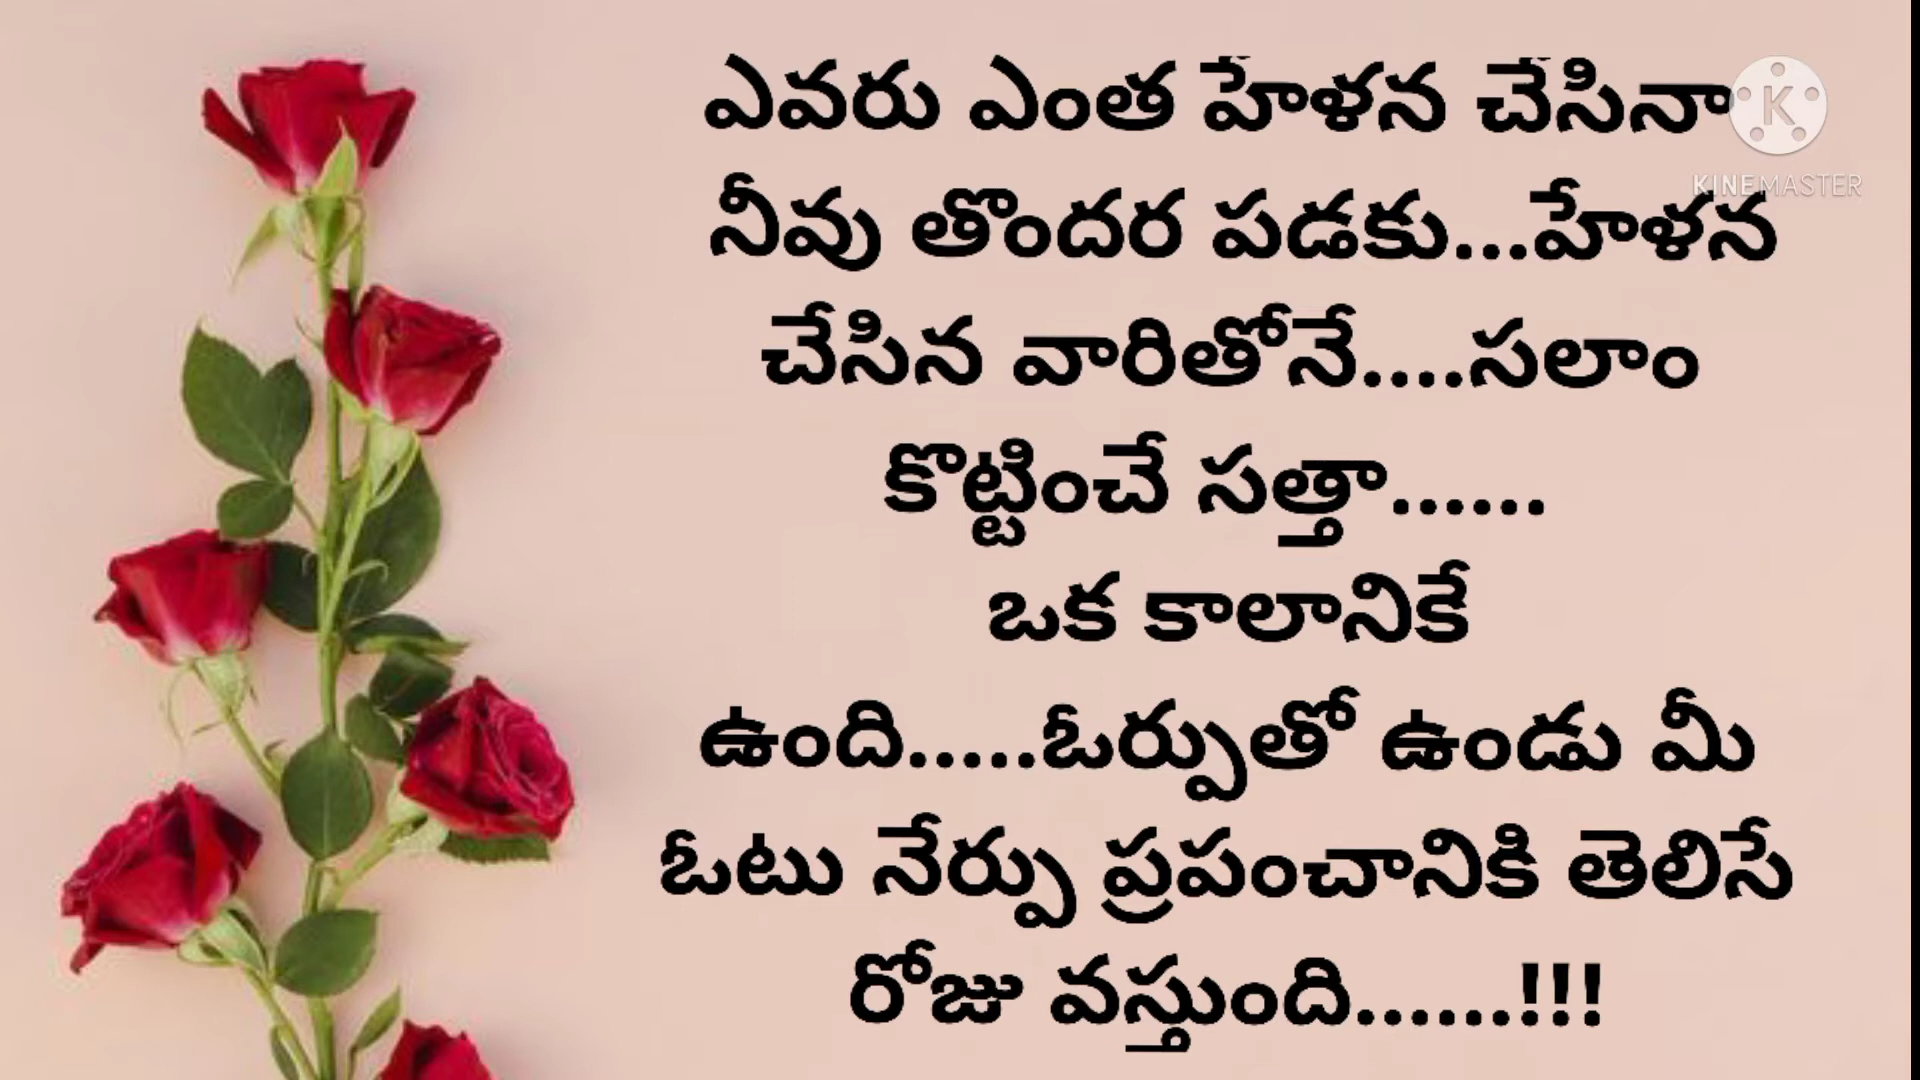 ఎవరు ఎంత హేళన చేసినా
నీవు తొందర పడకు...హేళన
చేసిన వారితోనే....సలాం
కొట్టించే సత్తా......
ఒక కాలానికే
ఉంది.....ఓర్పుతో ఉండు మీ
ఓటు నేర్పు ప్రపంచానికి తెలిసే
రోజు వస్తుంది......!!!
K
KINEMASTER